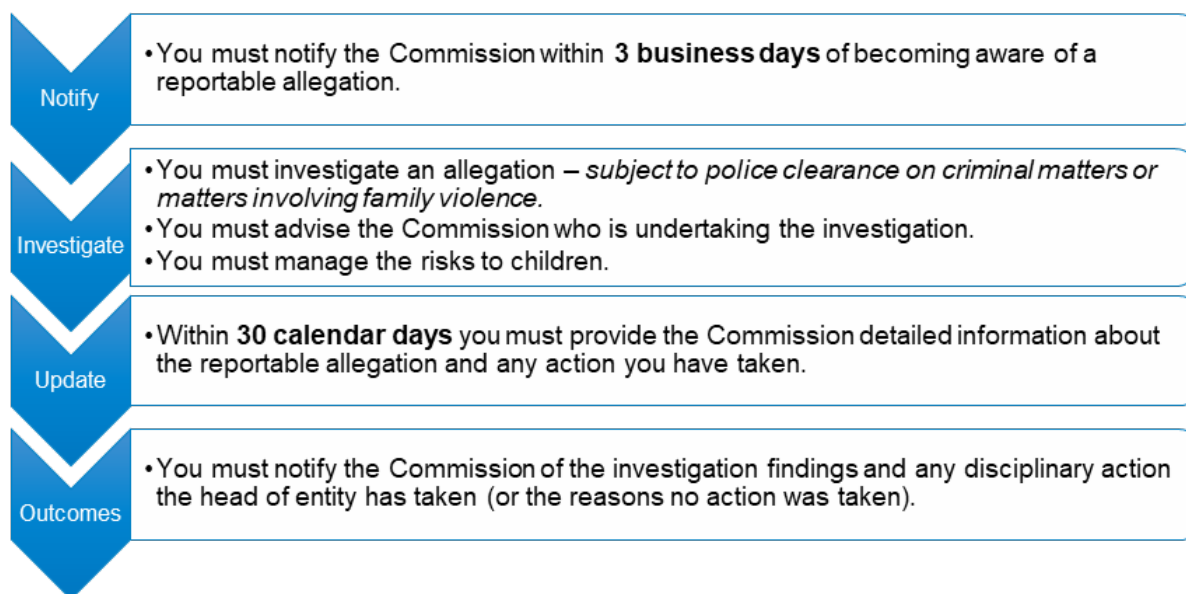 Notify
•You must notify the Commission within 3 business days of becoming aware of a
reportable allegation.
Investigate
•You must investigate an allegation – subject to police clearance on criminal matters or
matters involving family violence.
•You must advise the Commission who is undertaking the investigation.
•You must manage the risks to children.
Update
•Within 30 calendar days you must provide the Commission detailed information about
the reportable allegation and any action you have taken.
Outcomes
•You must notify the Commission of the investigation findings and any disciplinary action
the head of entity has taken (or the reasons no action was taken).